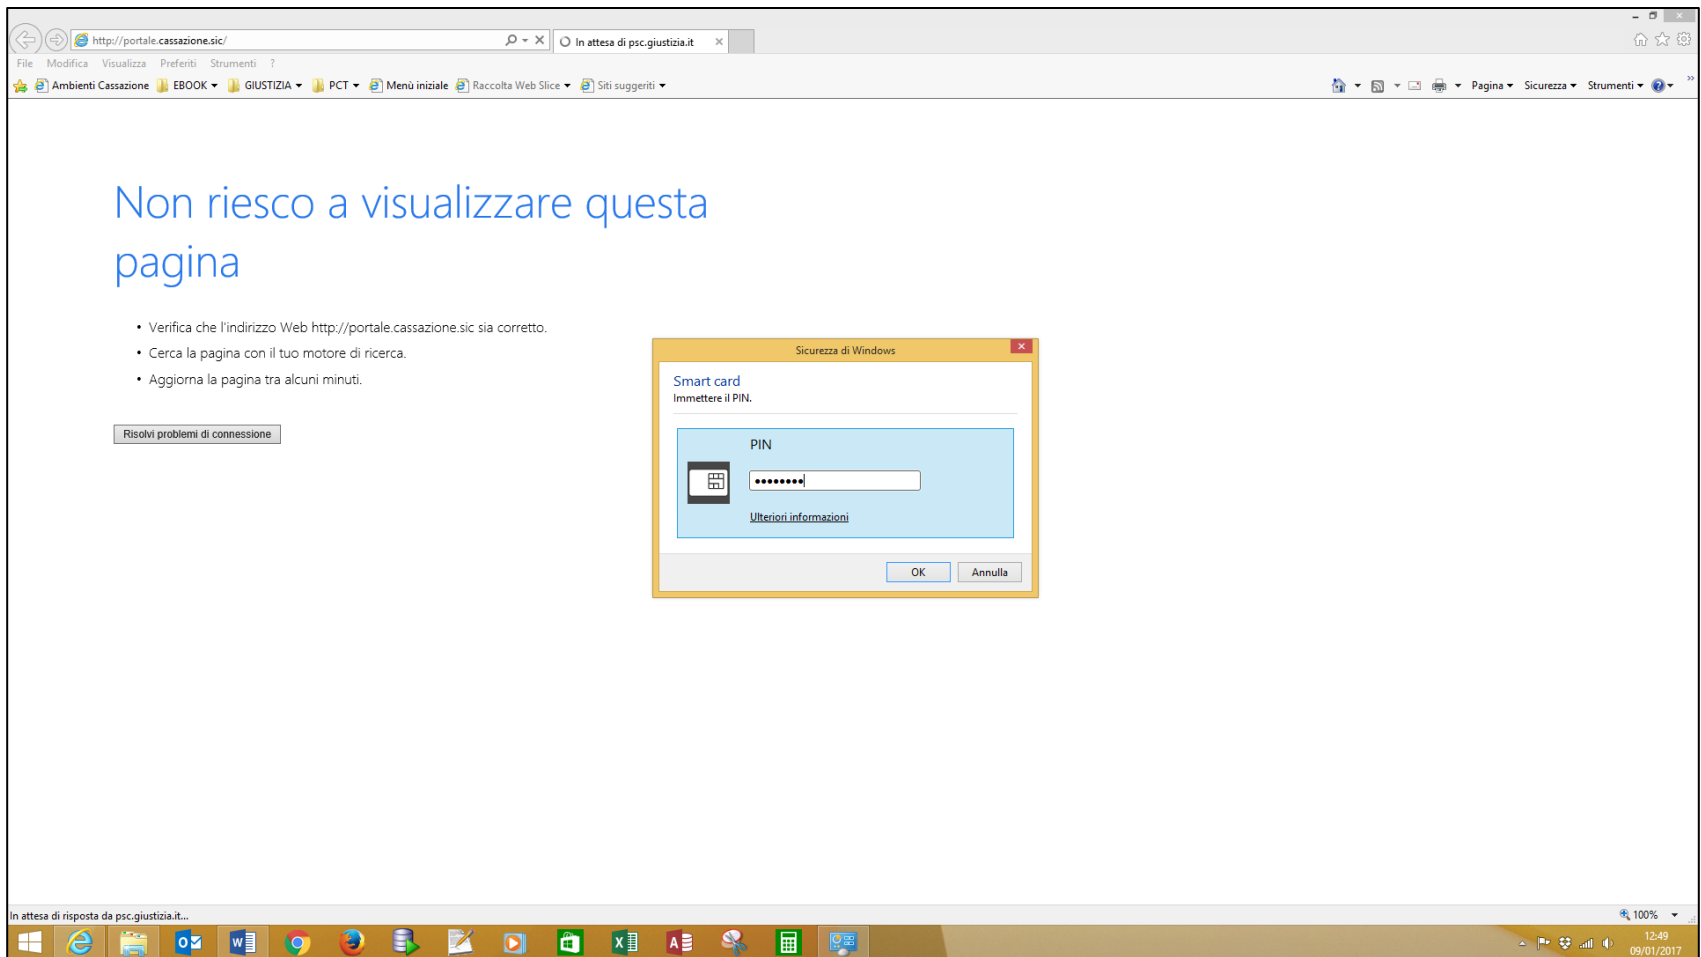 http://portale.cassazione.sic/
In attesa di psc.giustizia.it
File Modifica Visualizza Preferiti Strumenti ?
Ambienti Cassazione EBOOK GIUSTIZIA PCT Menù iniziale Raccolta Web Slice Siti suggeriti
Pagina Sicurezza Strumenti
Non riesco a visualizzare questa
pagina
• Verifica che l'indirizzo Web http://portale.cassazione.sic sia corretto.
• Cerca la pagina con il tuo motore di ricerca.
• Aggiorna la pagina tra alcuni minuti.
Risolvi problemi di connessione
Sicurezza di Windows
Smart card
Immettere il PIN.
PIN
••••••••
Ulteriori informazioni
OK Annulla
In attesa di risposta da psc.giustizia.it...
100%
12:49
09/01/2017